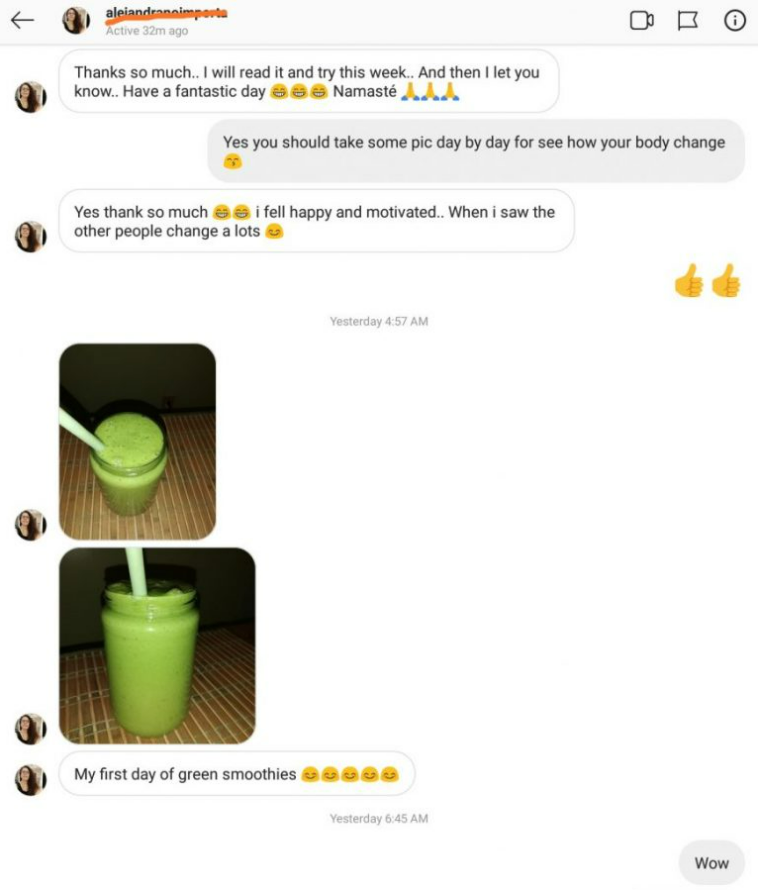 Active 32m ago
Thanks so much.. I will read it and try this week.. And then I let you
know.. Have a fantastic day 😁😁😁 Namasté 🙏🙏🙏
Yes you should take some pic day by day for see how your body change
😙
Yes thank so much 😁😁 i fell happy and motivated.. When i saw the
other people change a lots 😊
👍👍
Yesterday 4:57 AM
My first day of green smoothies 😊😊😊😊😊
Yesterday 6:45 AM
Wow